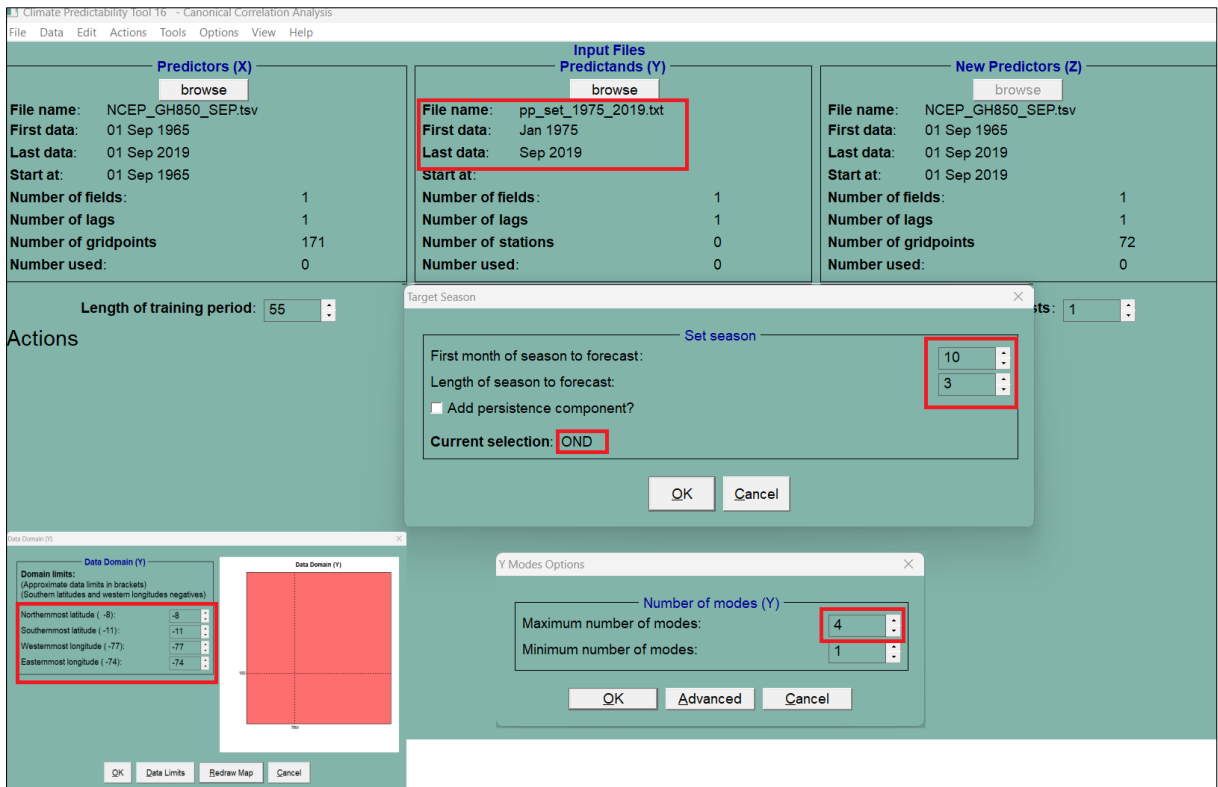 Climate Predictability Tool 16 - Canonical Correlation Analysis
File Data Edit Actions Tools Options View Help
Input Files
Predictors (X)
browse
File name: NCEP_GH850_SEP.tsv
First data: 01 Sep 1965
Last data: 01 Sep 2019
Start at: 01 Sep 1965
Number of fields: 1
Number of lags 1
Number of gridpoints 171
Number used: 0
Length of training period: 55
Predictands (Y)
browse
File name: pp_set_1975_2019.txt
First data: Jan 1975
Last data: Sep 2019
Start at:
Number of fields: 1
Number of lags 1
Number of stations 0
Number used: 0
New Predictors (Z)
browse
File name: NCEP_GH850_SEP.tsv
First data: 01 Sep 1965
Last data: 01 Sep 2019
Start at: 01 Sep 2019
Number of fields: 1
Number of lags 1
Number of gridpoints 72
Number used: 0
sts: 1
Actions
Target Season
Set season
First month of season to forecast: 10
Length of season to forecast: 3
Add persistence component?
Current selection: OND
OK Cancel
Data Domain (Y)
Data Domain (Y)
Domain limits:
(Approximate data limits in brackets)
(Southern latitudes and western longitudes negatives)
Northernmost latitude ( -8): -8
Southernmost latitude ( -11): -11
Westernmost longitude ( -77): -77
Easternmost longitude ( -74): -74
Data Domain (Y)
OK Data Limits Redraw Map Cancel
Y Modes Options
Number of modes (Y)
Maximum number of modes: 4
Minimum number of modes: 1
OK Advanced Cancel